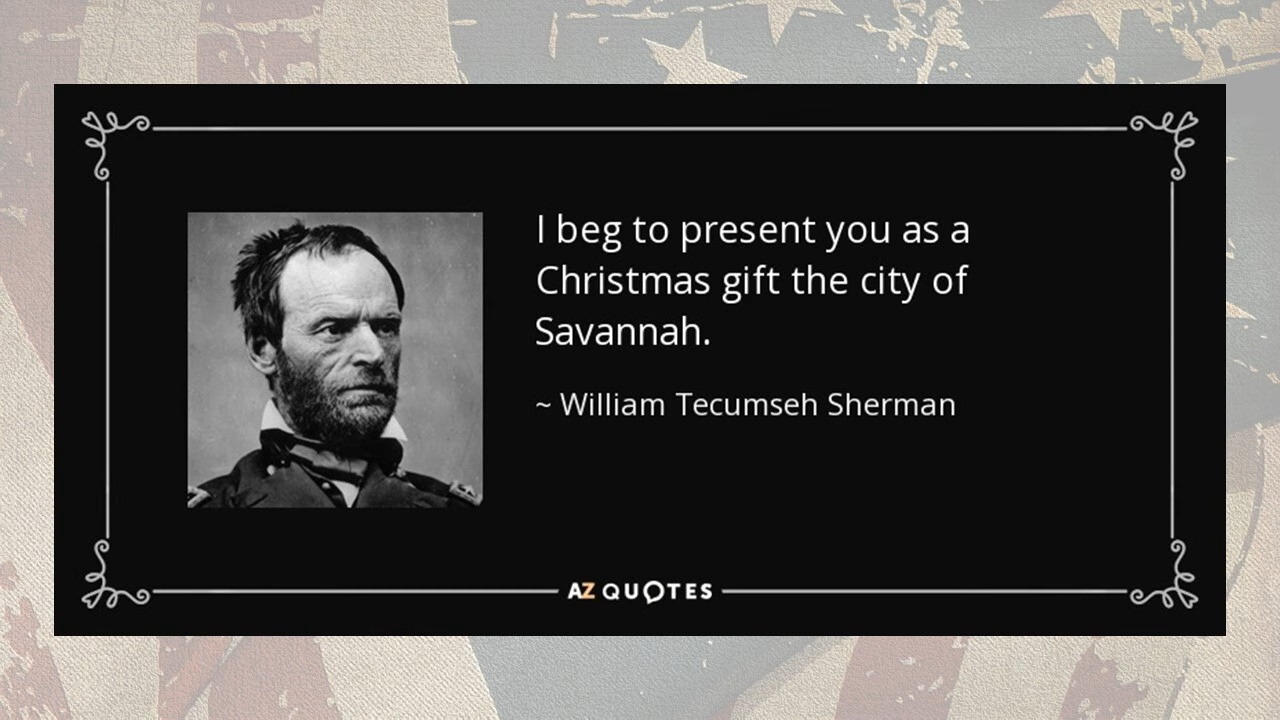 I beg to present you as a
Christmas gift the city of
Savannah.
~ William Tecumseh Sherman
AZ QUOTES